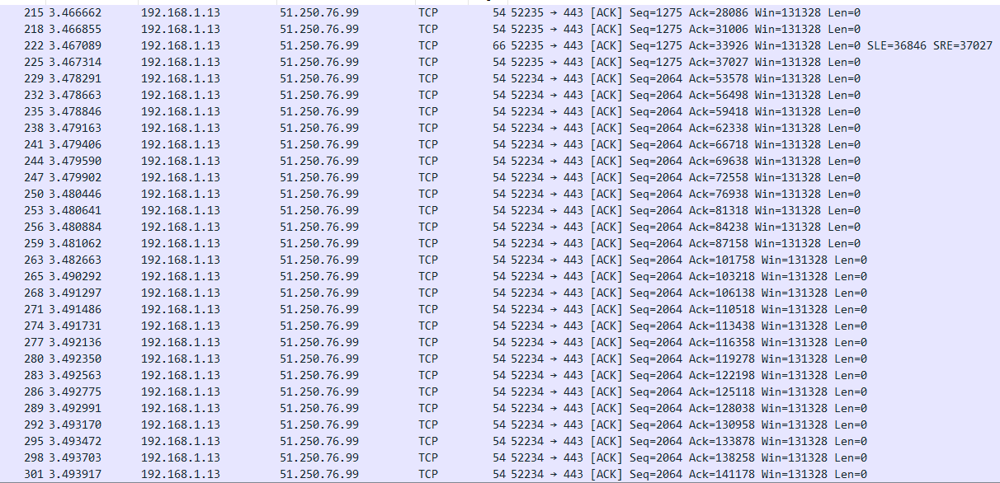 215 3.466662 192.168.1.13 51.250.76.99 TCP 54 52235 → 443 [ACK] Seq=1275 Ack=28086 Win=131328 Len=0
218 3.466855 192.168.1.13 51.250.76.99 TCP 54 52235 → 443 [ACK] Seq=1275 Ack=31006 Win=131328 Len=0
222 3.467089 192.168.1.13 51.250.76.99 TCP 66 52235 → 443 [ACK] Seq=1275 Ack=33926 Win=131328 Len=0 SLE=36846 SRE=37027
225 3.467314 192.168.1.13 51.250.76.99 TCP 54 52235 → 443 [ACK] Seq=1275 Ack=37027 Win=131328 Len=0
229 3.478291 192.168.1.13 51.250.76.99 TCP 54 52234 → 443 [ACK] Seq=2064 Ack=53578 Win=131328 Len=0
232 3.478663 192.168.1.13 51.250.76.99 TCP 54 52234 → 443 [ACK] Seq=2064 Ack=56498 Win=131328 Len=0
235 3.478846 192.168.1.13 51.250.76.99 TCP 54 52234 → 443 [ACK] Seq=2064 Ack=59418 Win=131328 Len=0
238 3.479163 192.168.1.13 51.250.76.99 TCP 54 52234 → 443 [ACK] Seq=2064 Ack=62338 Win=131328 Len=0
241 3.479406 192.168.1.13 51.250.76.99 TCP 54 52234 → 443 [ACK] Seq=2064 Ack=66718 Win=131328 Len=0
244 3.479590 192.168.1.13 51.250.76.99 TCP 54 52234 → 443 [ACK] Seq=2064 Ack=69638 Win=131328 Len=0
247 3.479902 192.168.1.13 51.250.76.99 TCP 54 52234 → 443 [ACK] Seq=2064 Ack=72558 Win=131328 Len=0
250 3.480446 192.168.1.13 51.250.76.99 TCP 54 52234 → 443 [ACK] Seq=2064 Ack=76938 Win=131328 Len=0
253 3.480641 192.168.1.13 51.250.76.99 TCP 54 52234 → 443 [ACK] Seq=2064 Ack=81318 Win=131328 Len=0
256 3.480884 192.168.1.13 51.250.76.99 TCP 54 52234 → 443 [ACK] Seq=2064 Ack=84238 Win=131328 Len=0
259 3.481062 192.168.1.13 51.250.76.99 TCP 54 52234 → 443 [ACK] Seq=2064 Ack=87158 Win=131328 Len=0
263 3.482663 192.168.1.13 51.250.76.99 TCP 54 52234 → 443 [ACK] Seq=2064 Ack=101758 Win=131328 Len=0
265 3.490292 192.168.1.13 51.250.76.99 TCP 54 52234 → 443 [ACK] Seq=2064 Ack=103218 Win=131328 Len=0
268 3.491297 192.168.1.13 51.250.76.99 TCP 54 52234 → 443 [ACK] Seq=2064 Ack=106138 Win=131328 Len=0
271 3.491486 192.168.1.13 51.250.76.99 TCP 54 52234 → 443 [ACK] Seq=2064 Ack=110518 Win=131328 Len=0
274 3.491731 192.168.1.13 51.250.76.99 TCP 54 52234 → 443 [ACK] Seq=2064 Ack=113438 Win=131328 Len=0
277 3.492136 192.168.1.13 51.250.76.99 TCP 54 52234 → 443 [ACK] Seq=2064 Ack=116358 Win=131328 Len=0
280 3.492350 192.168.1.13 51.250.76.99 TCP 54 52234 → 443 [ACK] Seq=2064 Ack=119278 Win=131328 Len=0
283 3.492563 192.168.1.13 51.250.76.99 TCP 54 52234 → 443 [ACK] Seq=2064 Ack=122198 Win=131328 Len=0
286 3.492775 192.168.1.13 51.250.76.99 TCP 54 52234 → 443 [ACK] Seq=2064 Ack=125118 Win=131328 Len=0
289 3.492991 192.168.1.13 51.250.76.99 TCP 54 52234 → 443 [ACK] Seq=2064 Ack=128038 Win=131328 Len=0
292 3.493170 192.168.1.13 51.250.76.99 TCP 54 52234 → 443 [ACK] Seq=2064 Ack=130958 Win=131328 Len=0
295 3.493472 192.168.1.13 51.250.76.99 TCP 54 52234 → 443 [ACK] Seq=2064 Ack=133878 Win=131328 Len=0
298 3.493703 192.168.1.13 51.250.76.99 TCP 54 52234 → 443 [ACK] Seq=2064 Ack=138258 Win=131328 Len=0
301 3.493917 192.168.1.13 51.250.76.99 TCP 54 52234 → 443 [ACK] Seq=2064 Ack=141178 Win=131328 Len=0